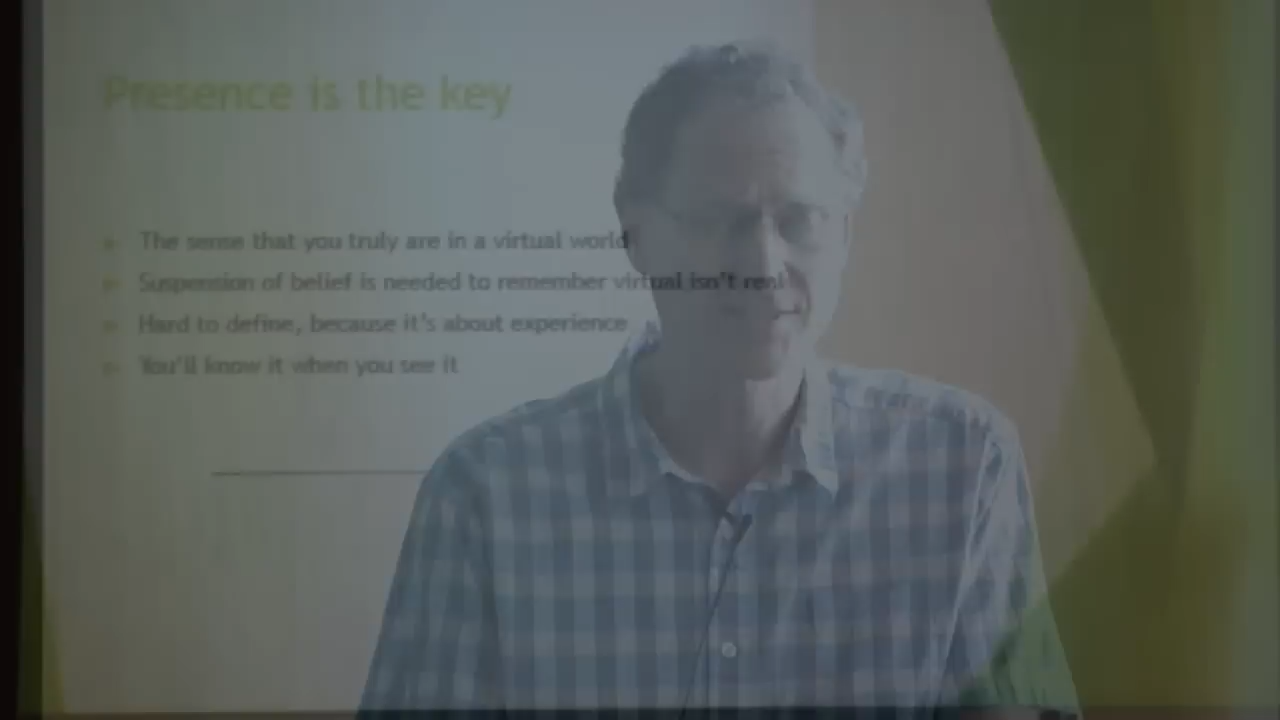 Presence is the key
The sense that you truly are in a virtual world
Suspension of belief is needed to remember virtual isn't real
Hard to define, because it's about experience
You'll know it when you see it